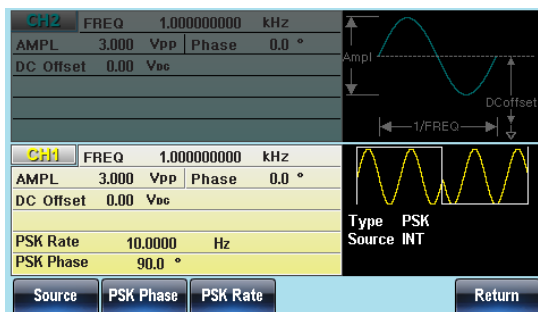 CH2 FREQ 1.000000000 kHz
AMPL 3.000 VPP Phase 0.0 °
DC Offset 0.00 VDC
Ampl
DCoffset
1/FREQ
CH1 FREQ 1.000000000 kHz
AMPL 3.000 VPP Phase 0.0 °
DC Offset 0.00 VDC
PSK Rate 10.0000 Hz
PSK Phase 90.0 °
Type PSK
Source INT
Source PSK Phase PSK Rate Return